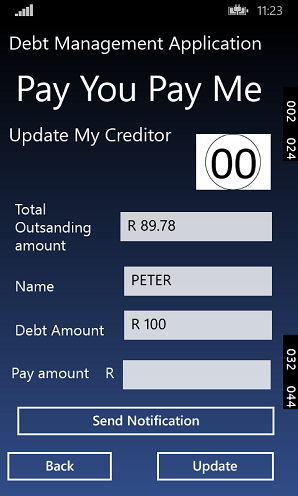 11:23
Debt Management Application
Pay You Pay Me
Update My Creditor
00
002
024
Total
Outsanding
amount
R 89.78
Name
PETER
Debt Amount
R 100
Pay amount R
032
044
Send Notification
Back
Update